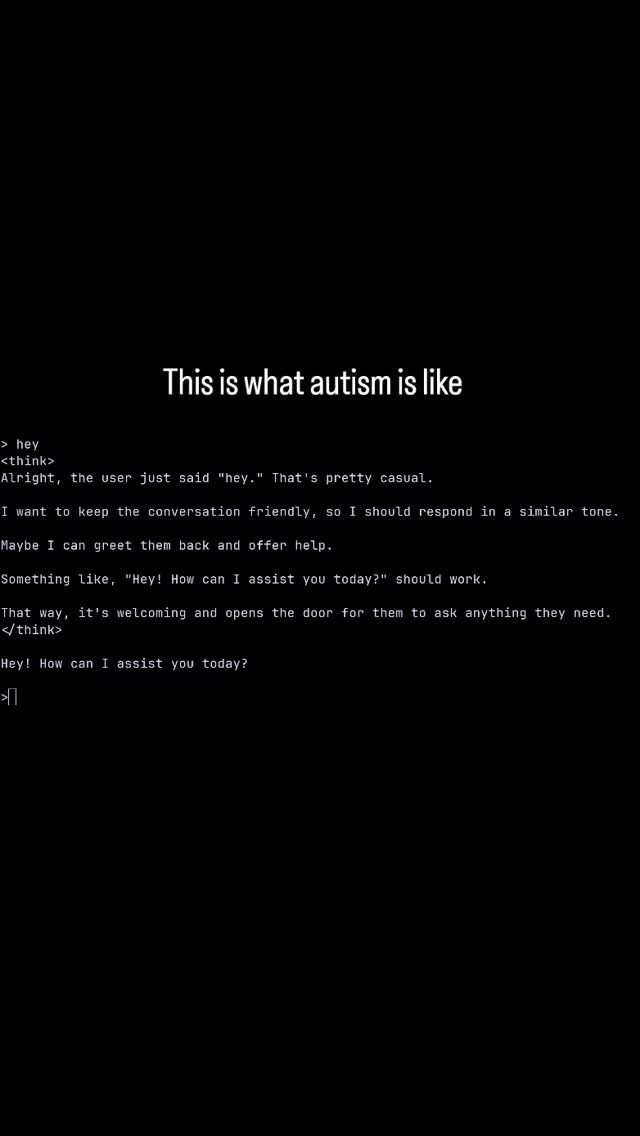 This is what autism is like
> hey
<think>
Alright, the user just said "hey." That's pretty casual.
I want to keep the conversation friendly, so I should respond in a similar tone.
Maybe I can greet them back and offer help.
Something like, "Hey! How can I assist you today?" should work.
That way, it's welcoming and opens the door for them to ask anything they need.
</think>
Hey! How can I assist you today?
>